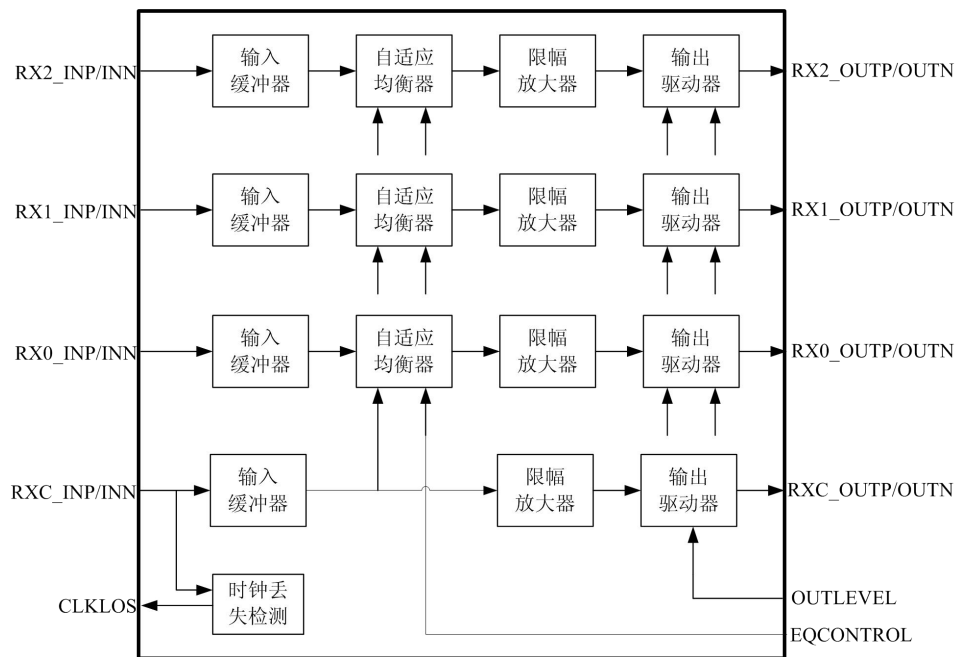 RX2_INP/INN
输入
缓冲器
自适应
均衡器
限幅
放大器
输出
驱动器
RX2_OUTP/OUTN
RX1_INP/INN
输入
缓冲器
自适应
均衡器
限幅
放大器
输出
驱动器
RX1_OUTP/OUTN
RX0_INP/INN
输入
缓冲器
自适应
均衡器
限幅
放大器
输出
驱动器
RX0_OUTP/OUTN
RXC_INP/INN
输入
缓冲器
限幅
放大器
输出
驱动器
RXC_OUTP/OUTN
CLKLOS
时钟丢
失检测
OUTLEVEL
EQCONTROL